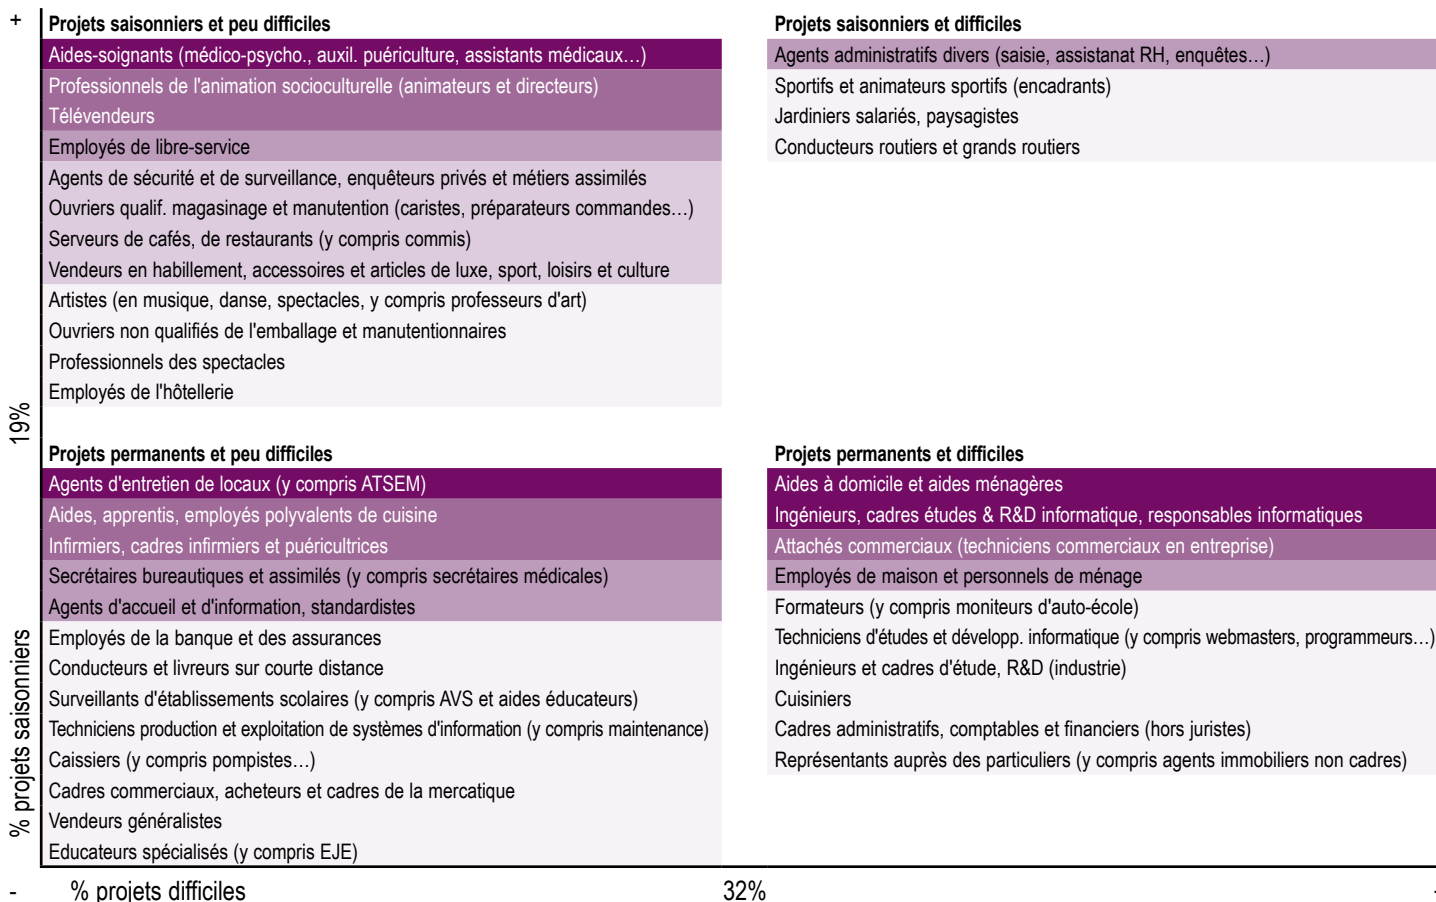 +
Projets saisonniers et peu difficiles
Aides-soignants (médico-psycho., auxil. puériculture, assistants médicaux…)
Professionnels de l'animation socioculturelle (animateurs et directeurs)
Télévendeurs
Employés de libre-service
Agents de sécurité et de surveillance, enquêteurs privés et métiers assimilés
Ouvriers qualif. magasinage et manutention (caristes, préparateurs commandes…)
Serveurs de cafés, de restaurants (y compris commis)
Vendeurs en habillement, accessoires et articles de luxe, sport, loisirs et culture
Artistes (en musique, danse, spectacles, y compris professeurs d'art)
Ouvriers non qualifiés de l'emballage et manutentionnaires
Professionnels des spectacles
Employés de l'hôtellerie
Projets saisonniers et difficiles
Agents administratifs divers (saisie, assistanat RH, enquêtes…)
Sportifs et animateurs sportifs (encadrants)
Jardiniers salariés, paysagistes
Conducteurs routiers et grands routiers
19%
Projets permanents et peu difficiles
Agents d'entretien de locaux (y compris ATSEM)
Aides, apprentis, employés polyvalents de cuisine
Infirmiers, cadres infirmiers et puéricultrices
Secrétaires bureautiques et assimilés (y compris secrétaires médicales)
Agents d'accueil et d'information, standardistes
Employés de la banque et des assurances
Conducteurs et livreurs sur courte distance
Surveillants d'établissements scolaires (y compris AVS et aides éducateurs)
Techniciens production et exploitation de systèmes d'information (y compris maintenance)
Caissiers (y compris pompistes…)
Cadres commerciaux, acheteurs et cadres de la mercatique
Vendeurs généralistes
Educateurs spécialisés (y compris EJE)
Projets permanents et difficiles
Aides à domicile et aides ménagères
Ingénieurs, cadres études & R&D informatique, responsables informatiques
Attachés commerciaux (techniciens commerciaux en entreprise)
Employés de maison et personnels de ménage
Formateurs (y compris moniteurs d'auto-école)
Techniciens d'études et développ. informatique (y compris webmasters, programmeurs…)
Ingénieurs et cadres d'étude, R&D (industrie)
Cuisiniers
Cadres administratifs, comptables et financiers (hors juristes)
Représentants auprès des particuliers (y compris agents immobiliers non cadres)
% projets saisonniers
-
% projets difficiles
32%